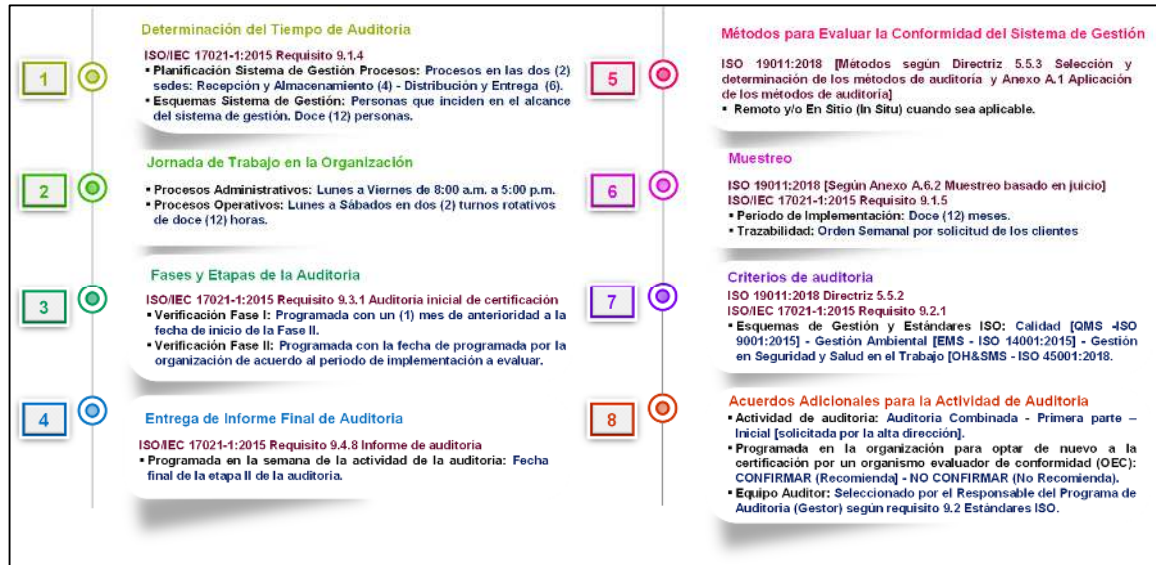 1
Determinación del Tiempo de Auditoria
ISO/IEC 17021-1:2015 Requisito 9.1.4
▪ Planificación Sistema de Gestión Procesos: Procesos en las dos (2)
sedes: Recepción y Almacenamiento (4) - Distribución y Entrega (6).
▪ Esquemas Sistema de Gestión: Personas que inciden en el alcance
del sistema de gestión. Doce (12) personas.
2
Jornada de Trabajo en la Organización
▪ Procesos Administrativos: Lunes a Viernes de 8:00 a.m. a 5:00 p.m.
▪ Procesos Operativos: Lunes a Sábados en dos (2) turnos rotativos
de doce (12) horas.
3
Fases y Etapas de la Auditoria
ISO/IEC 17021-1:2015 Requisito 9.3.1 Auditoria inicial de certificación
▪ Verificación Fase I: Programada con un (1) mes de anterioridad a la
fecha de inicio de la Fase II.
▪ Verificación Fase II: Programada con la fecha de programada por la
organización de acuerdo al periodo de implementación a evaluar.
4
Entrega de Informe Final de Auditoria
ISO/IEC 17021-1:2015 Requisito 9.4.8 Informe de auditoria
▪ Programada en la semana de la actividad de la auditoria: Fecha
final de la etapa II de la auditoria.
5
Métodos para Evaluar la Conformidad del Sistema de Gestión
ISO 19011:2018 [Métodos según Directriz 5.5.3 Selección y
determinación de los métodos de auditoría y Anexo A.1 Aplicación
de los métodos de auditoría]
▪ Remoto y/o En Sitio (In Situ) cuando sea aplicable.
6
Muestreo
ISO 19011:2018 [Según Anexo A.6.2 Muestreo basado en juicio]
ISO/IEC 17021-1:2015 Requisito 9.1.5
▪ Periodo de Implementación: Doce (12) meses.
▪ Trazabilidad: Orden Semanal por solicitud de los clientes
7
Criterios de auditoria
ISO 19011:2018 Directriz 5.5.2
ISO/IEC 17021-1:2015 Requisito 9.2.1
▪ Esquemas de Gestión y Estándares ISO: Calidad [QMS -ISO
9001:2015] - Gestión Ambiental [EMS - ISO 14001:2015] - Gestión
en Seguridad y Salud en el Trabajo [OH&SMS - ISO 45001:2018.
8
Acuerdos Adicionales para la Actividad de Auditoria
▪ Actividad de auditoria: Auditoria Combinada - Primera parte –
Inicial [solicitada por la alta dirección].
▪ Programada en la organización para optar de nuevo a la
certificación por un organismo evaluador de conformidad (OEC):
CONFIRMAR (Recomienda] - NO CONFIRMAR (No Recomienda).
▪ Equipo Auditor: Seleccionado por el Responsable del Programa de
Auditoria (Gestor) según requisito 9.2 Estándares ISO.